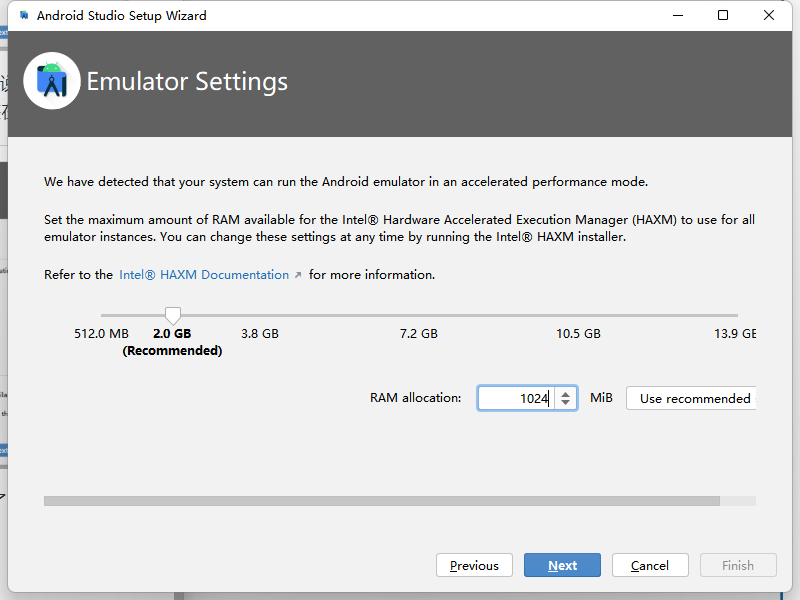 Android Studio Setup Wizard
Emulator Settings
We have detected that your system can run the Android emulator in an accelerated performance mode.
Set the maximum amount of RAM available for the Intel® Hardware Accelerated Execution Manager (HAXM) to use for all
emulator instances. You can change these settings at any time by running the Intel® HAXM installer.
Refer to the Intel® HAXM Documentation ↗ for more information.
512.0 MB 2.0 GB 3.8 GB 7.2 GB 10.5 GB 13.9 GB
(Recommended)
RAM allocation: 1024 MiB Use recommended
Previous Next Cancel Finish